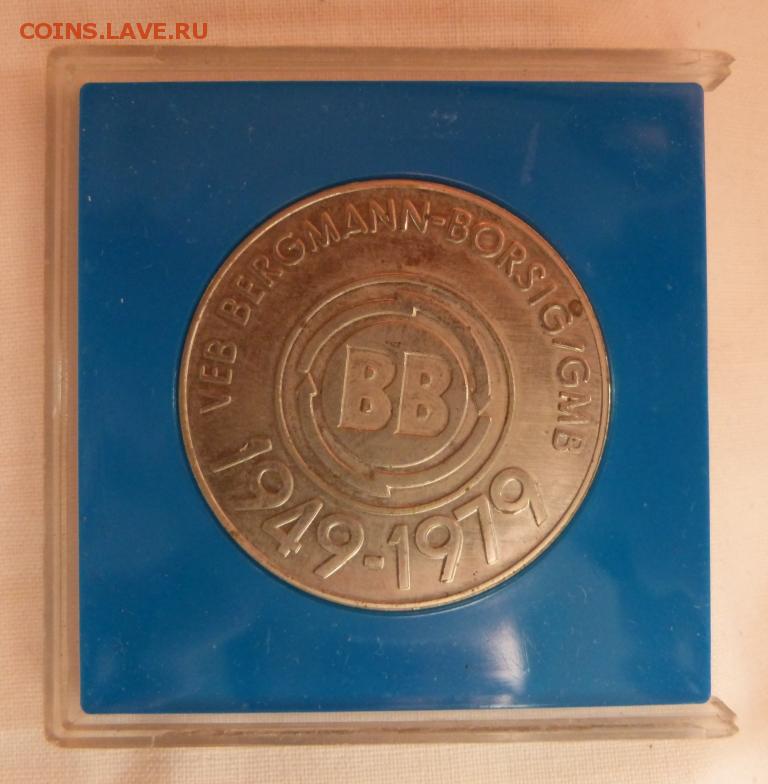 COINS.LAVE.RU
VEB BERGMANN-BORSIG/GMB
BB
1949-1979